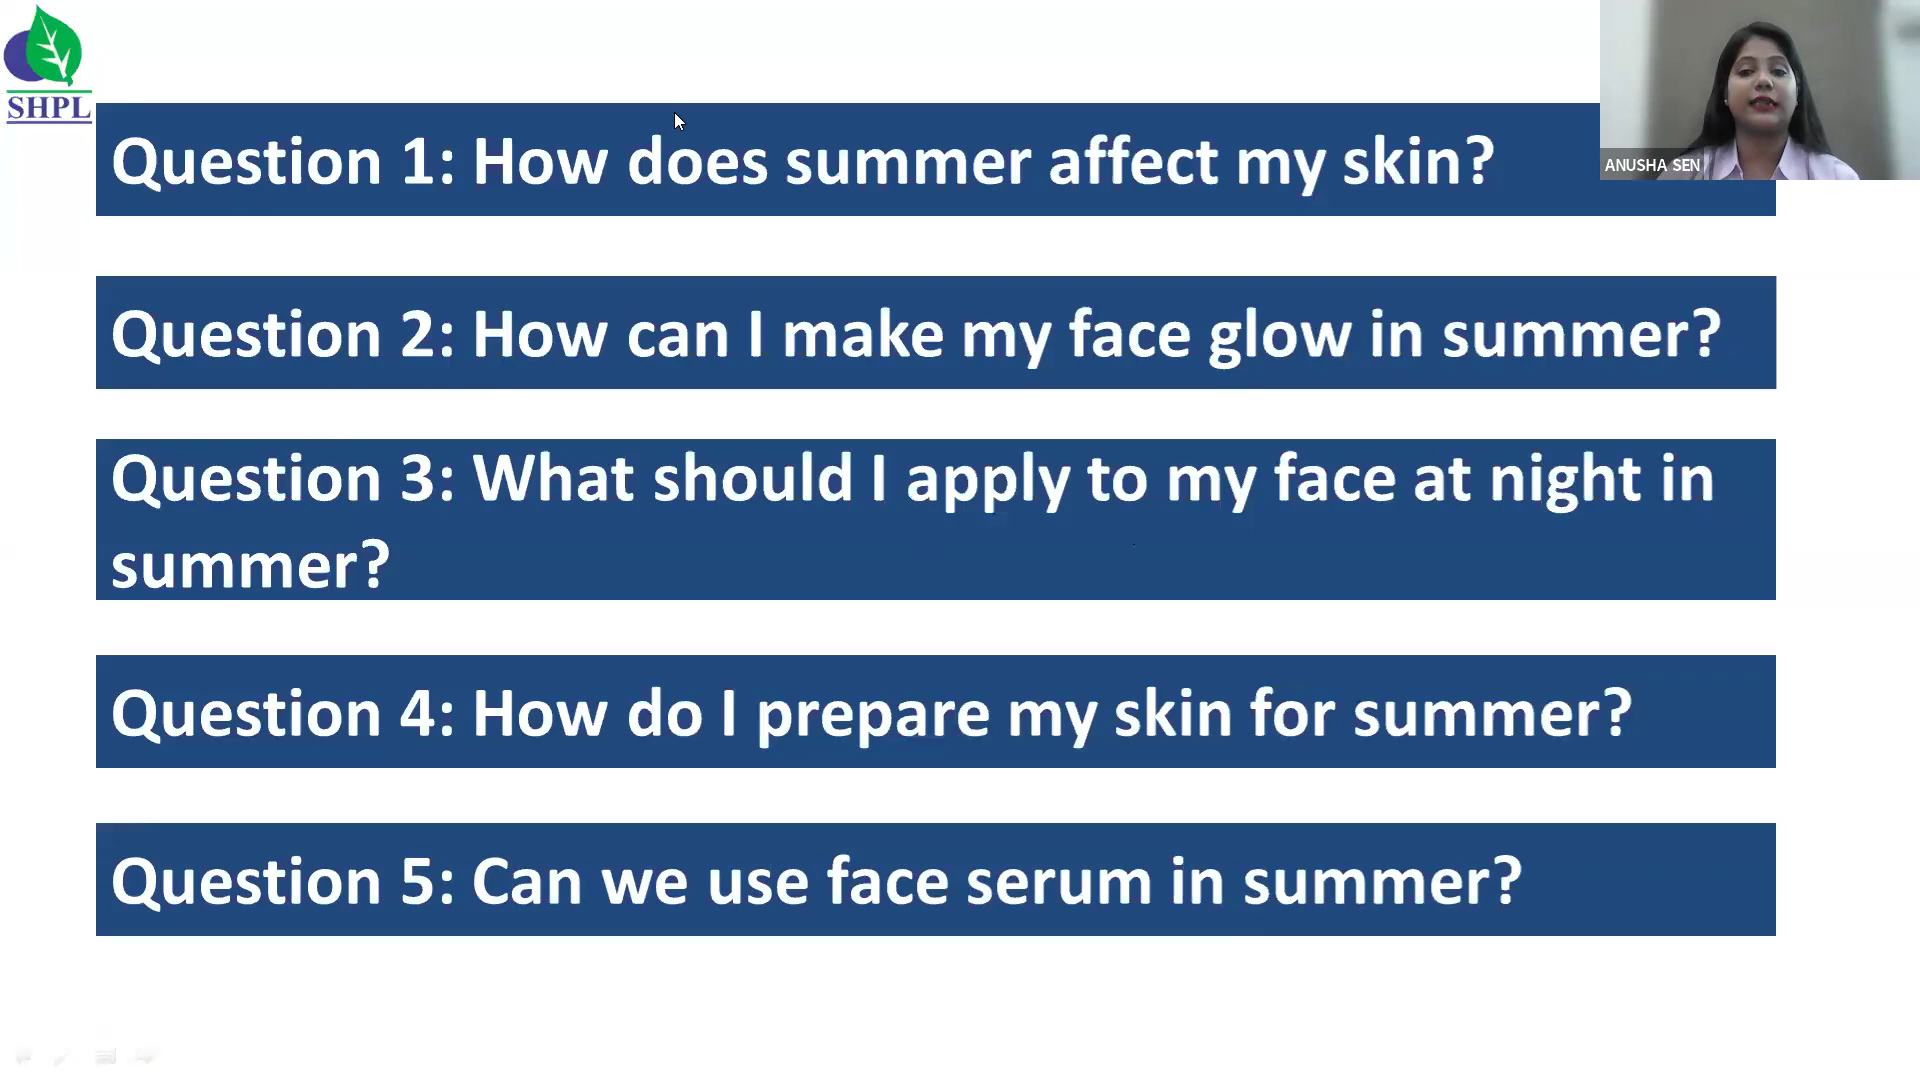 SHPL
Question 1: How does summer affect my skin?
ANUSHA SEN
Question 2: How can I make my face glow in summer?
Question 3: What should I apply to my face at night in
summer?
Question 4: How do I prepare my skin for summer?
Question 5: Can we use face serum in summer?